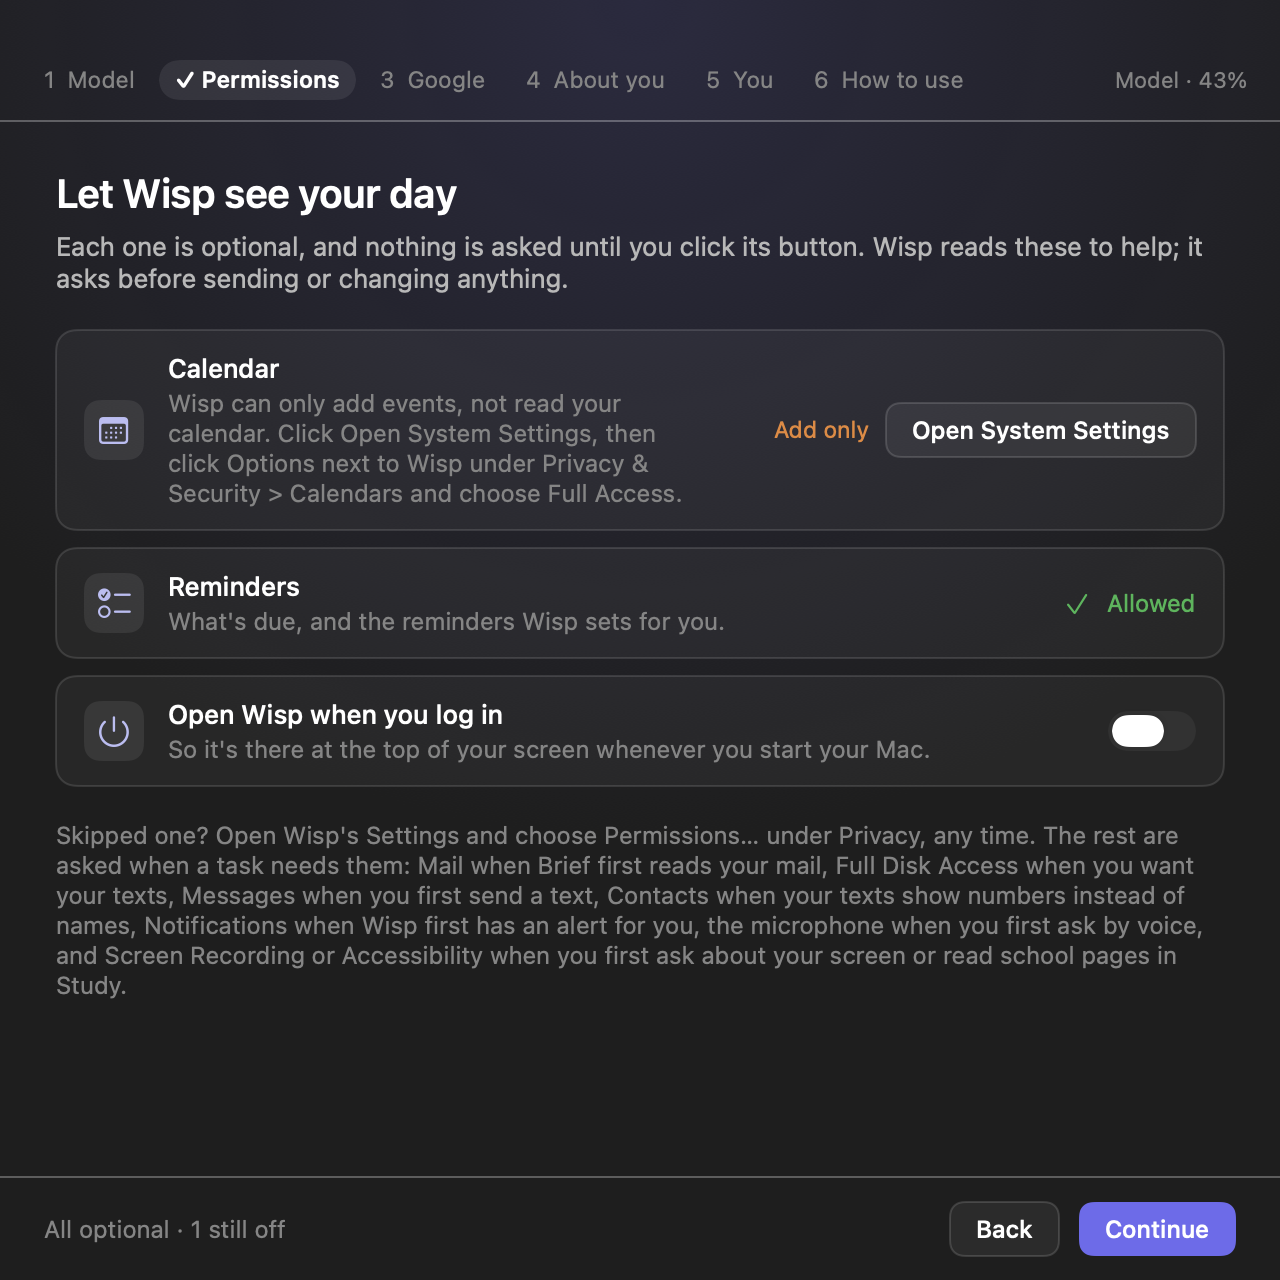 1 Model
✓ Permissions
3 Google
4 About you
5 You
6 How to use
Model · 43%
Let Wisp see your day
Each one is optional, and nothing is asked until you click its button. Wisp reads these to help; it
asks before sending or changing anything.
Calendar
Wisp can only add events, not read your
calendar. Click Open System Settings, then
click Options next to Wisp under Privacy &
Security > Calendars and choose Full Access.
Add only
Open System Settings
Reminders
What's due, and the reminders Wisp sets for you.
✓ Allowed
Open Wisp when you log in
So it's there at the top of your screen whenever you start your Mac.
Skipped one? Open Wisp's Settings and choose Permissions... under Privacy, any time. The rest are
asked when a task needs them: Mail when Brief first reads your mail, Full Disk Access when you want
your texts, Messages when you first send a text, Contacts when your texts show numbers instead of
names, Notifications when Wisp first has an alert for you, the microphone when you first ask by voice,
and Screen Recording or Accessibility when you first ask about your screen or read school pages in
Study.
All optional · 1 still off
Back
Continue